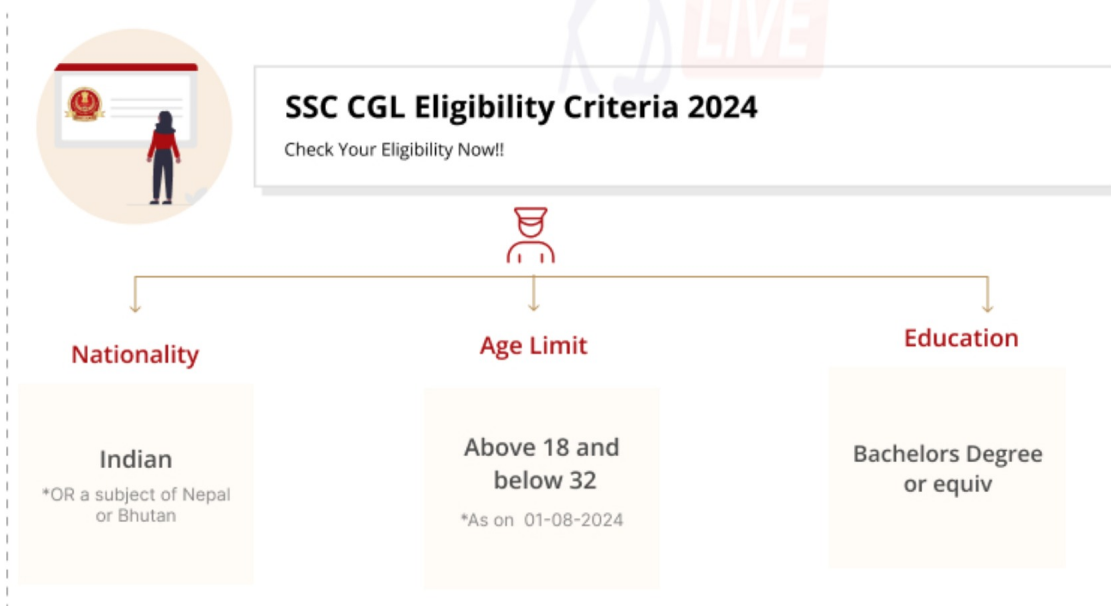 LIVE
SSC CGL Eligibility Criteria 2024
Check Your Eligibility Now!!
Nationality
Indian
*OR a subject of Nepal
or Bhutan
Age Limit
Above 18 and
below 32
*As on 01-08-2024
Education
Bachelors Degree
or equiv